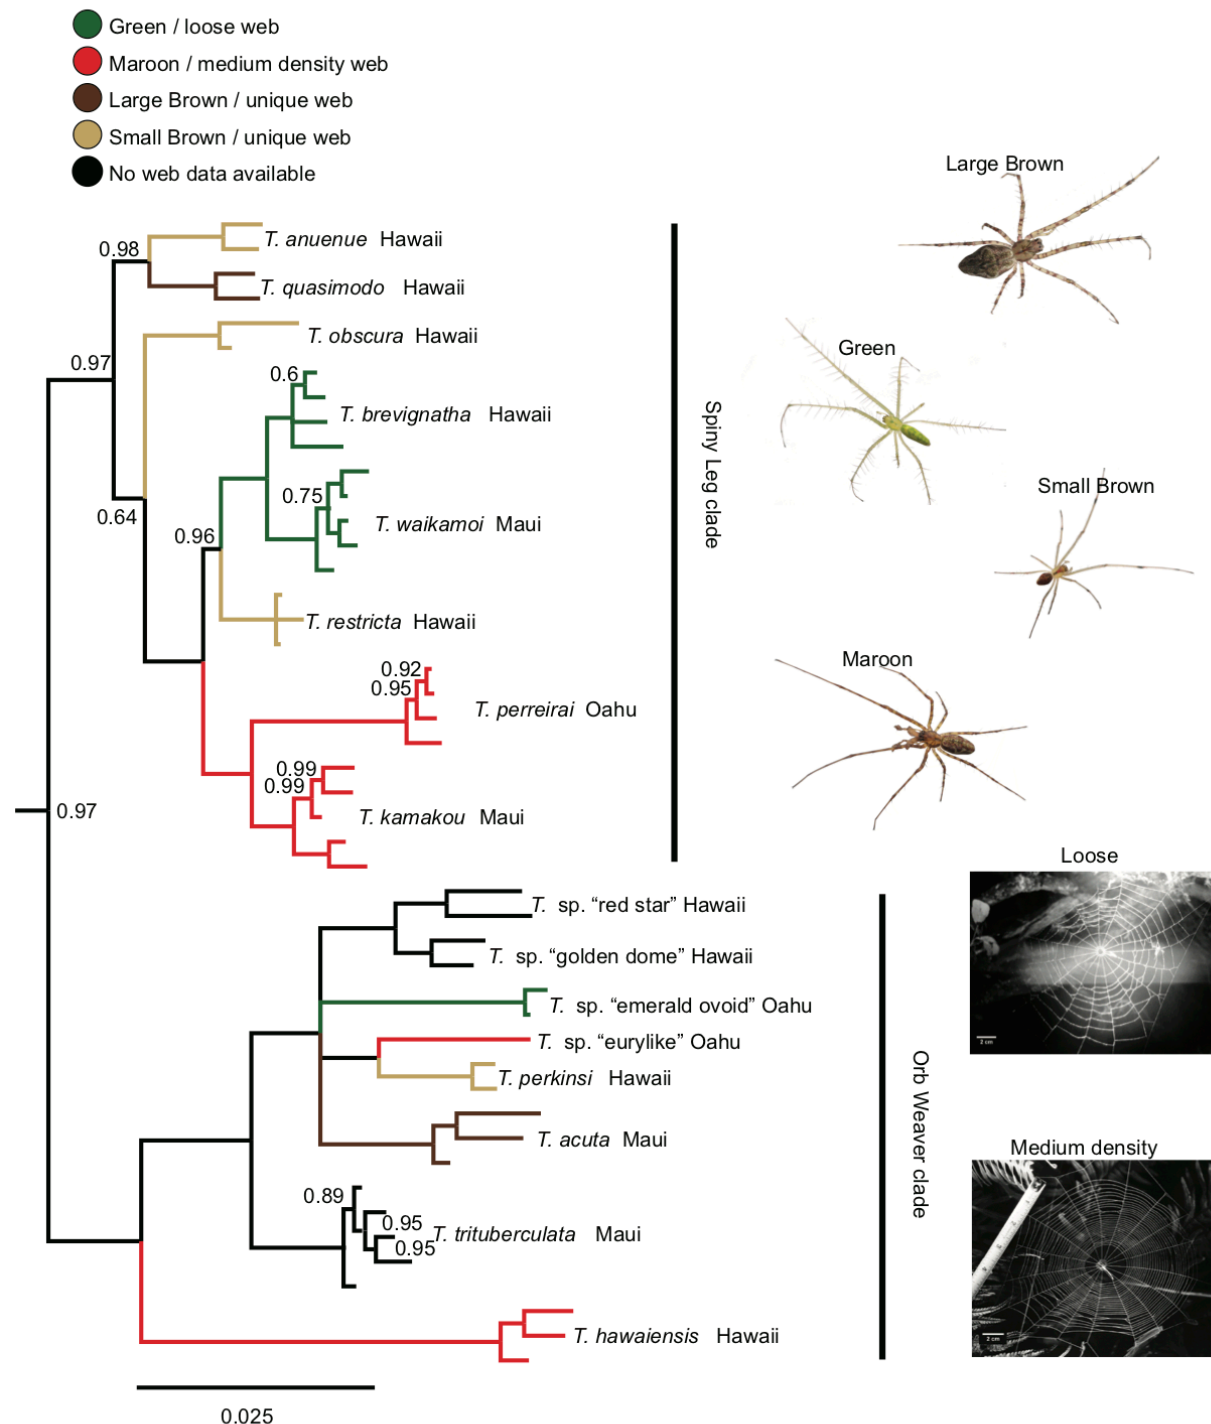 Green / loose web
Maroon / medium density web
Large Brown / unique web
Small Brown / unique web
No web data available
Large Brown
Green
Small Brown
Maroon
Loose
2 cm
Medium density
2 cm
0.98
T. anuenue Hawaii
T. quasimodo Hawaii
T. obscura Hawaii
0.97
0.6
T. brevignatha Hawaii
0.75
T. waikamoi Maui
0.64
0.96
T. restricta Hawaii
0.92
0.95
T. perreirai Oahu
0.99
0.99
T. kamakou Maui
0.97
Spiny Leg clade
T. sp. “red star” Hawaii
T. sp. “golden dome” Hawaii
T. sp. “emerald ovoid” Oahu
T. sp. “eurylike” Oahu
T. perkinsi Hawaii
T. acuta Maui
0.89
0.95
0.95
T. trituberculata Maui
T. hawaiensis Hawaii
Orb Weaver clade
0.025